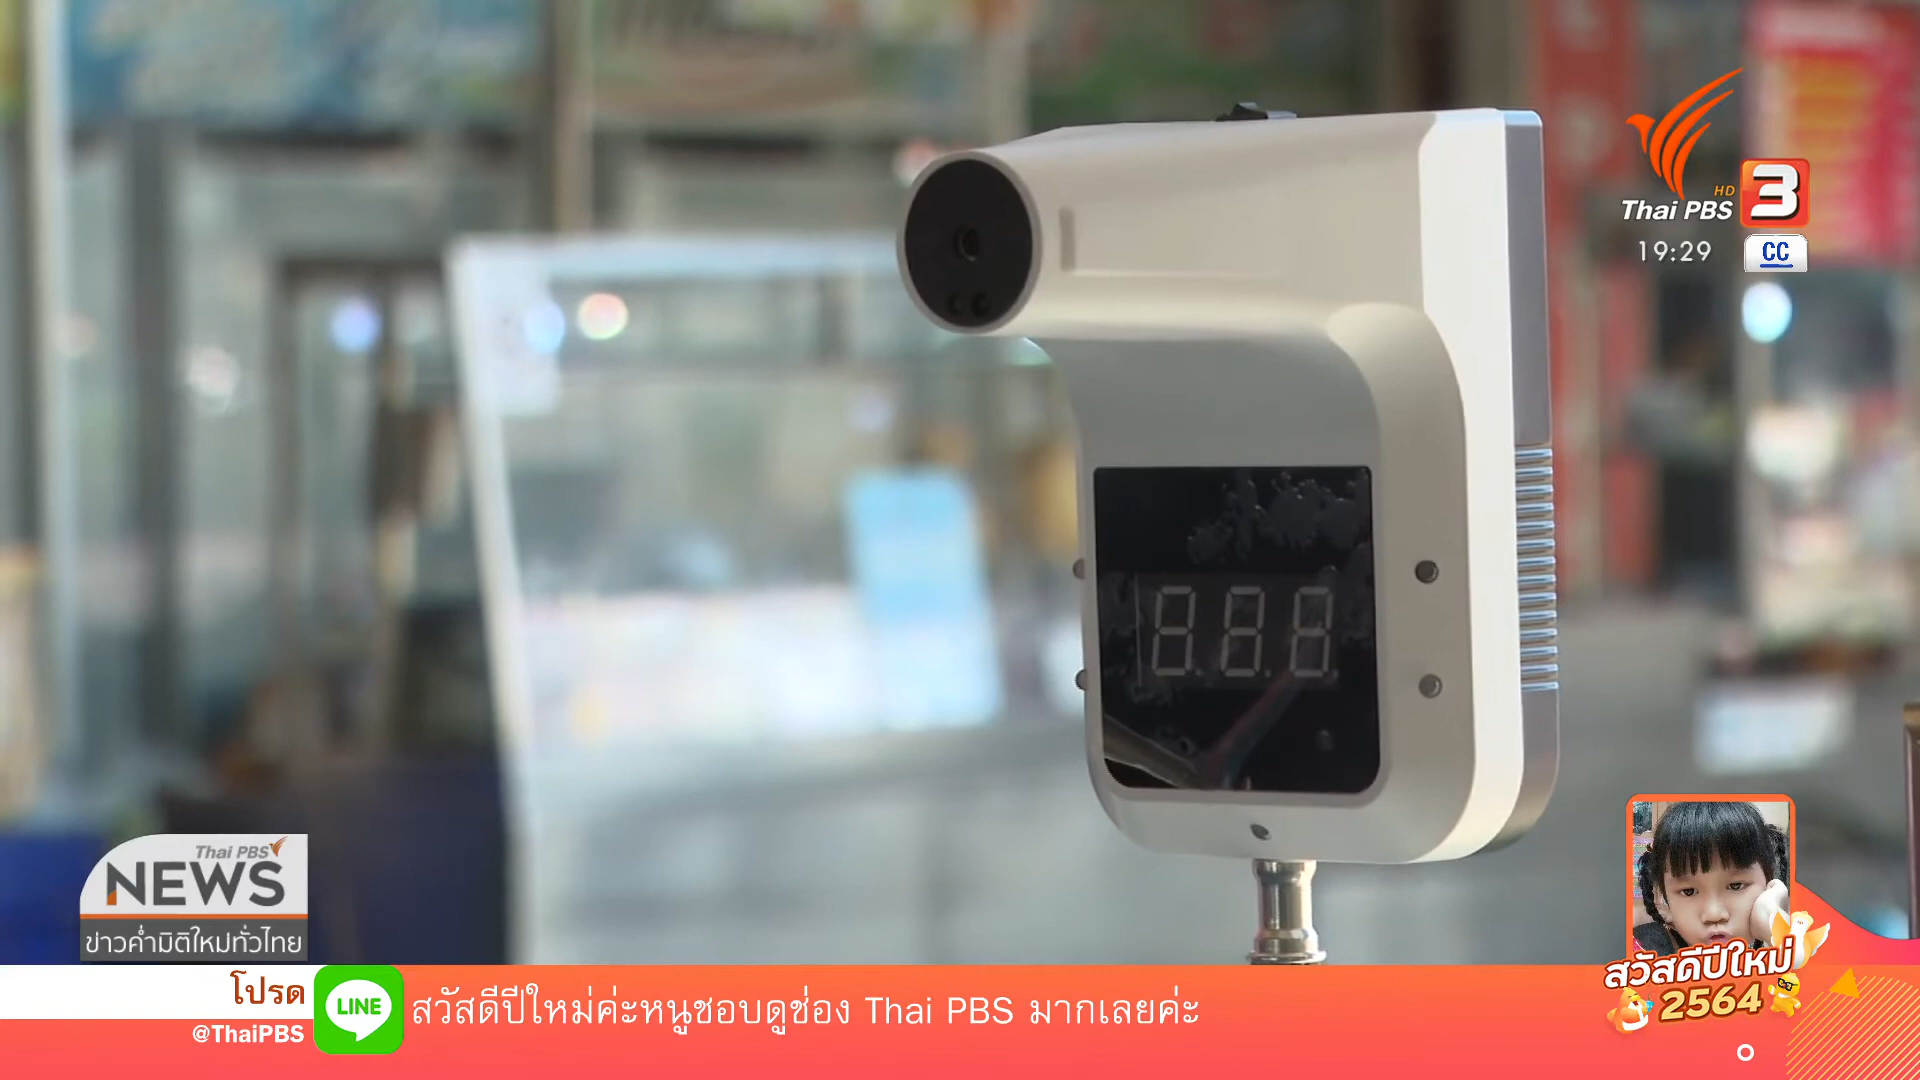 HD
Thai PBS 3
19:29 CC
888
Thai PBS
NEWS
ข่าวค่ำมิติใหม่ทั่วไทย
โปรด
@ThaiPBS
LINE
สวัสดีปีใหม่ค่ะหนูชอบดูช่อง Thai PBS มากเลยค่ะ
สวัสดีปีใหม่
2564